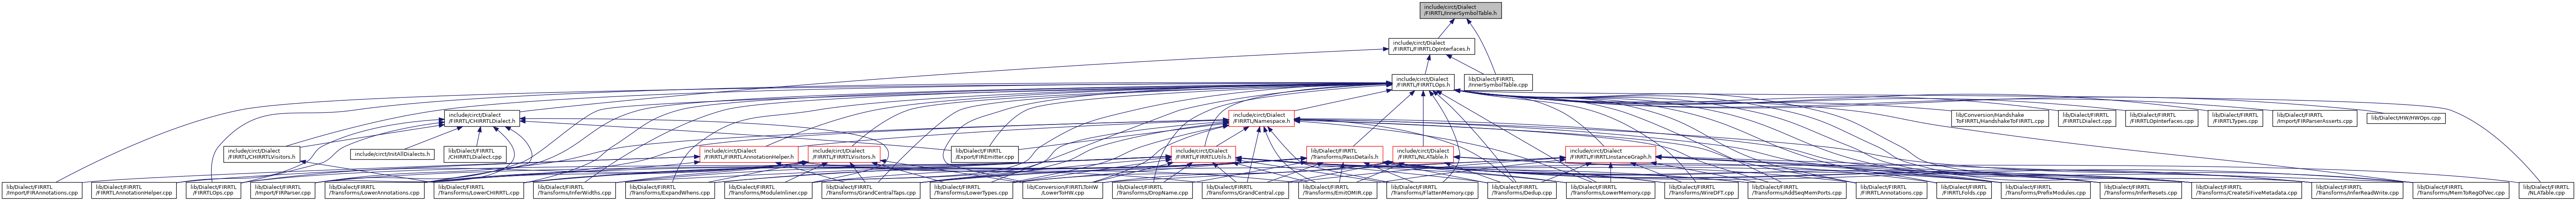 include/circt/Dialect
/FIRRTL/InnerSymbolTable.h
include/circt/Dialect
/FIRRTL/FIRRTLOpInterfaces.h
include/circt/Dialect
/FIRRTL/FIRRTLOps.h
lib/Dialect/FIRRTL
/InnerSymbolTable.cpp
include/circt/Dialect
/FIRRTL/CHIRRTLDialect.h
include/circt/Dialect
/FIRRTL/Namespace.h
lib/Conversion/Handshake
ToFIRRTL/HandshakeToFIRRTL.cpp
lib/Dialect/FIRRTL
/FIRRTLDialect.cpp
lib/Dialect/FIRRTL
/FIRRTLOpInterfaces.cpp
lib/Dialect/FIRRTL
/FIRRTLTypes.cpp
lib/Dialect/FIRRTL
/Import/FIRParserAsserts.cpp
lib/Dialect/HW/HWOps.cpp
include/circt/Dialect
/FIRRTL/CHIRRTLVisitors.h
include/circt/InitAllDialects.h
lib/Dialect/FIRRTL
/CHIRRTLDialect.cpp
include/circt/Dialect
/FIRRTL/FIRRTLAnnotationHelper.h
include/circt/Dialect
/FIRRTL/FIRRTLVisitors.h
lib/Dialect/FIRRTL
/Export/FIREmitter.cpp
include/circt/Dialect
/FIRRTL/FIRRTLUtils.h
lib/Dialect/FIRRTL
/Transforms/PassDetails.h
include/circt/Dialect
/FIRRTL/NLATable.h
include/circt/Dialect
/FIRRTL/FIRRTLInstanceGraph.h
lib/Dialect/FIRRTL
/Import/FIRAnnotations.cpp
lib/Dialect/FIRRTL
/FIRRTLAnnotationHelper.cpp
lib/Dialect/FIRRTL
/FIRRTLOps.cpp
lib/Dialect/FIRRTL
/Import/FIRParser.cpp
lib/Dialect/FIRRTL
/Transforms/LowerAnnotations.cpp
lib/Dialect/FIRRTL
/Transforms/LowerCHIRRTL.cpp
lib/Dialect/FIRRTL
/Transforms/InferWidths.cpp
lib/Dialect/FIRRTL
/Transforms/ExpandWhens.cpp
lib/Dialect/FIRRTL
/Transforms/ModuleInliner.cpp
lib/Dialect/FIRRTL
/Transforms/GrandCentralTaps.cpp
lib/Dialect/FIRRTL
/Transforms/LowerTypes.cpp
lib/Conversion/FIRRTLToHW
/LowerToHW.cpp
lib/Dialect/FIRRTL
/Transforms/DropName.cpp
lib/Dialect/FIRRTL
/Transforms/GrandCentral.cpp
lib/Dialect/FIRRTL
/Transforms/EmitOMIR.cpp
lib/Dialect/FIRRTL
/Transforms/FlattenMemory.cpp
lib/Dialect/FIRRTL
/Transforms/Dedup.cpp
lib/Dialect/FIRRTL
/Transforms/LowerMemory.cpp
lib/Dialect/FIRRTL
/Transforms/WireDFT.cpp
lib/Dialect/FIRRTL
/Transforms/AddSeqMemPorts.cpp
lib/Dialect/FIRRTL
/FIRRTLAnnotations.cpp
lib/Dialect/FIRRTL
/FIRRTLFolds.cpp
lib/Dialect/FIRRTL
/Transforms/PrefixModules.cpp
lib/Dialect/FIRRTL
/Transforms/InferResets.cpp
lib/Dialect/FIRRTL
/Transforms/CreateSiFiveMetadata.cpp
lib/Dialect/FIRRTL
/Transforms/InferReadWrite.cpp
lib/Dialect/FIRRTL
/Transforms/MemToRegOfVec.cpp
lib/Dialect/FIRRTL
/NLATable.cpp